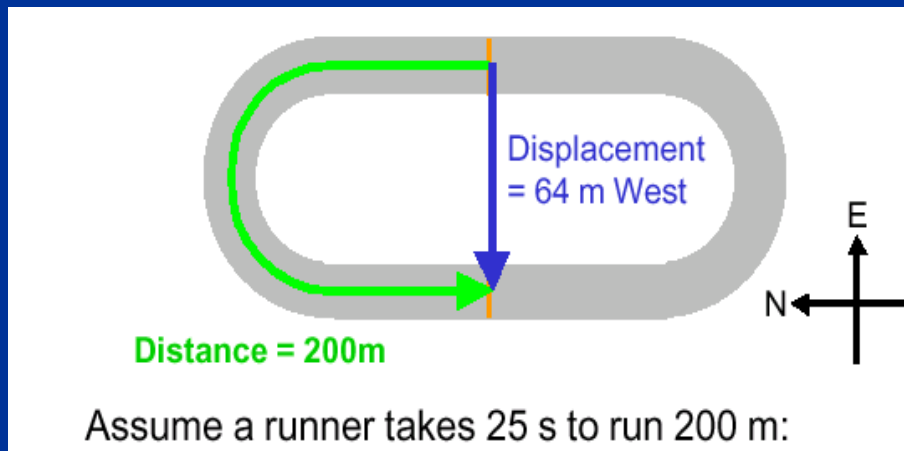 Displacement
= 64 m West
E
N
Distance = 200m
Assume a runner takes 25 s to run 200 m: